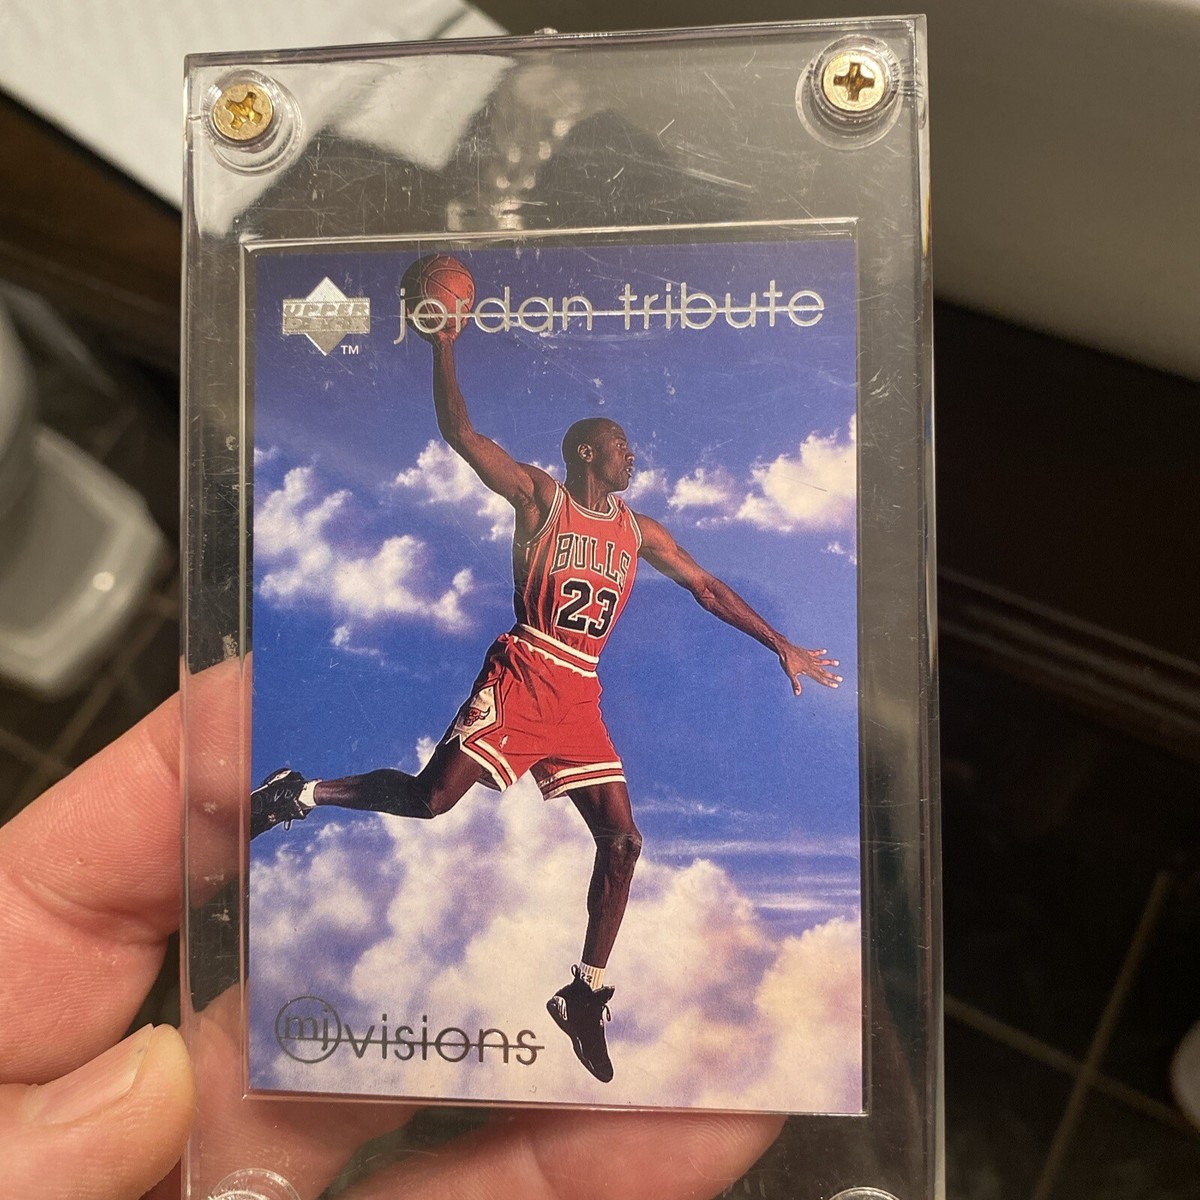 UPPER
DECK
TM
jordan tribute
BULLS
23
mj visions